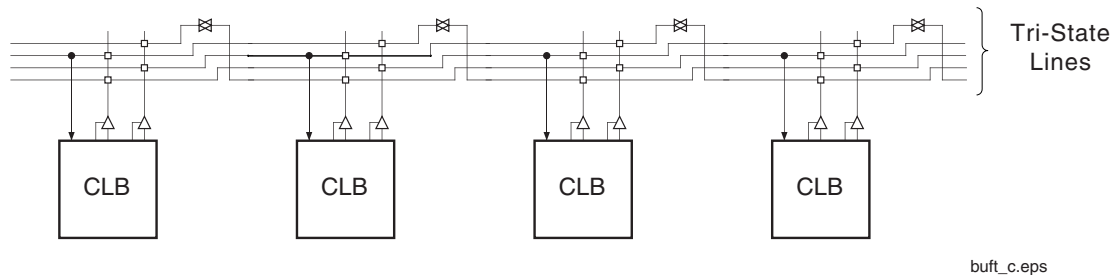 Tri-State
Lines
CLB
CLB
CLB
CLB
buft_c.eps